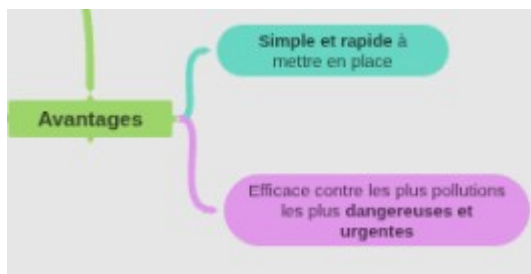 Simple et rapide à
mettre en place
Avantages
Efficace contre les plus pollutions
les plus dangereuses et
urgentes